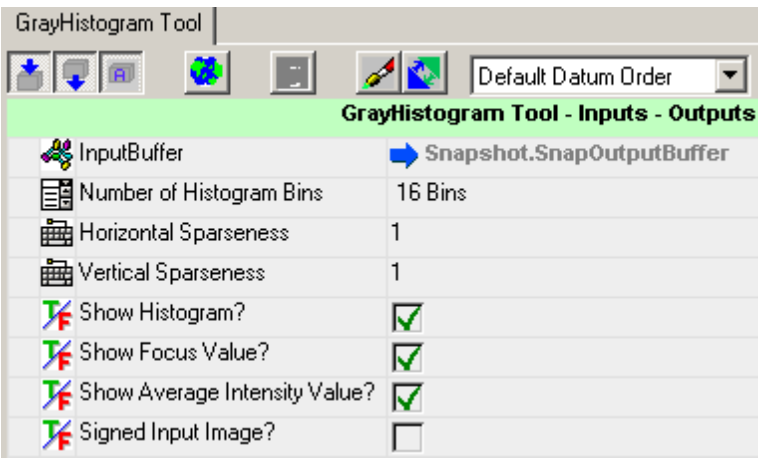 GrayHistogram Tool
A
Default Datum Order
GrayHistogram Tool - Inputs - Outputs
InputBuffer Snapshot.SnapOutputBuffer
Number of Histogram Bins 16 Bins
Horizontal Sparseness 1
Vertical Sparseness 1
T/F Show Histogram?
T/F Show Focus Value?
T/F Show Average Intensity Value?
T/F Signed Input Image?